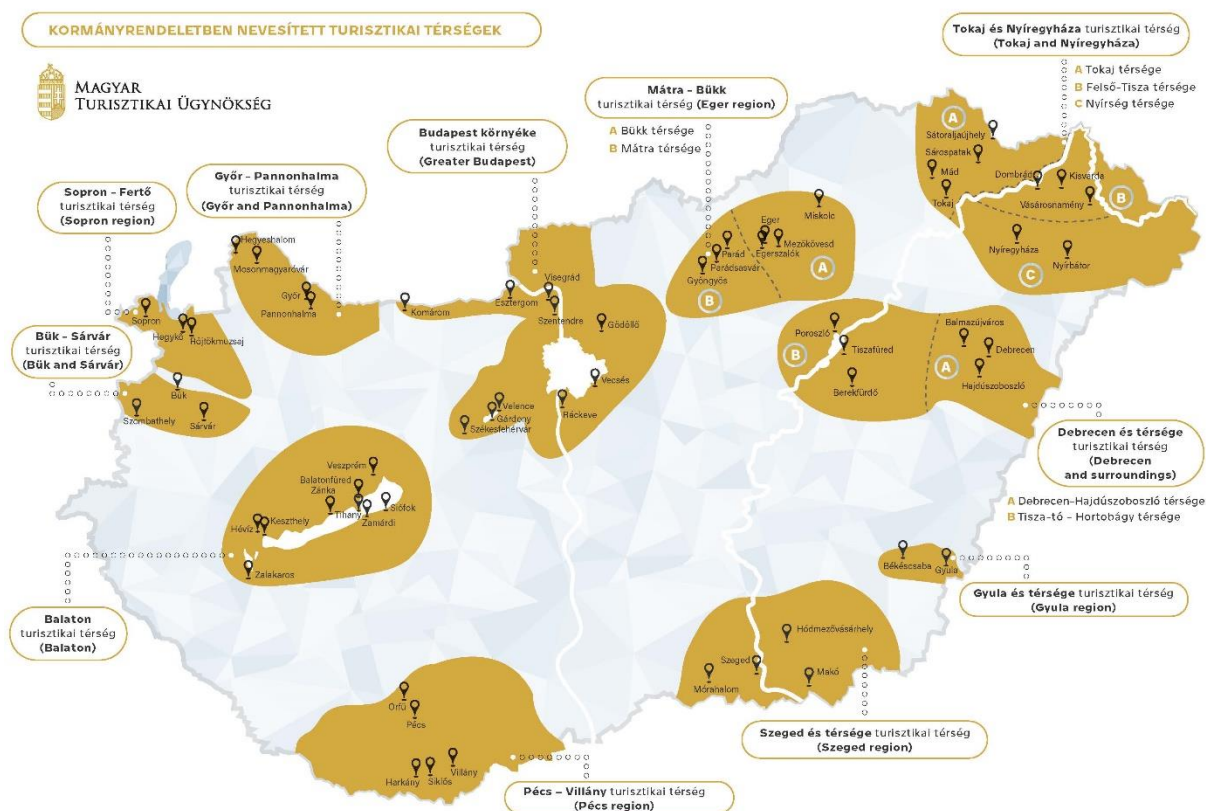 KORMÁNYRENDELETBEN NEVESÍTETT TURISZTIKAI TÉRSÉGEK
MAGYAR
TURISZTIKAI ÜGYNÖKSÉG
Tokaj és Nyíregyháza turisztikai térség
(Tokaj and Nyíregyháza)
A Tokaj térsége
B Felső-Tisza térsége
C Nyírség térsége
Mátra – Bükk
turisztikai térség (Eger region)
A Bükk térsége
B Mátra térsége
Budapest környéke
turisztikai térség
(Greater Budapest)
Győr – Pannonhalma
turisztikai térség
(Győr and Pannonhalma)
Sopron – Fertő
turisztikai térség
(Sopron region)
Bük – Sárvár
turisztikai térség
(Bük and Sárvár)
A
Sátoraljaújhely
Sárospatak
Mád
Tokaj
Dombrád
Kisvárda
Vásárosnamény
B
Nyíregyháza
Nyírbátor
C
Miskolc
Eger
Egerszalók
Mezőkövesd
A
Parád
Parádsasvár
Gyöngyös
B
Hegyeshalom
Mosonmagyaróvár
Győr
Pannonhalma
Komárom
Esztergom
Visegrád
Szentendre
Gödöllő
Vecsés
Ráckeve
Velence
Gárdony
Székesfehérvár
Sopron
Hegykő
Bük
Szombathely
Sárvár
Poroszló
B
Tiszafüred
Berekfürdő
Balmazújváros
Debrecen
A
Hajdúszoboszló
Debrecen és térsége
turisztikai térség
(Debrecen
and surroundings)
A Debrecen-Hajdúszoboszló térsége
B Tisza-tó – Hortobágy térsége
Veszprém
Balatonfüred
Zánka
Tihany
Zamárdi
Siófok
Hévíz
Keszthely
Zalakaros
Balaton
turisztikai térség
(Balaton)
Békéscsaba
Gyula
Gyula és térsége turisztikai térség
(Gyula region)
Hódmezővásárhely
Szeged
Mórahalom
Makó
Szeged és térsége turisztikai térség
(Szeged region)
Orfű
Pécs
Harkány
Siklós
Villány
Pécs – Villány turisztikai térség
(Pécs region)